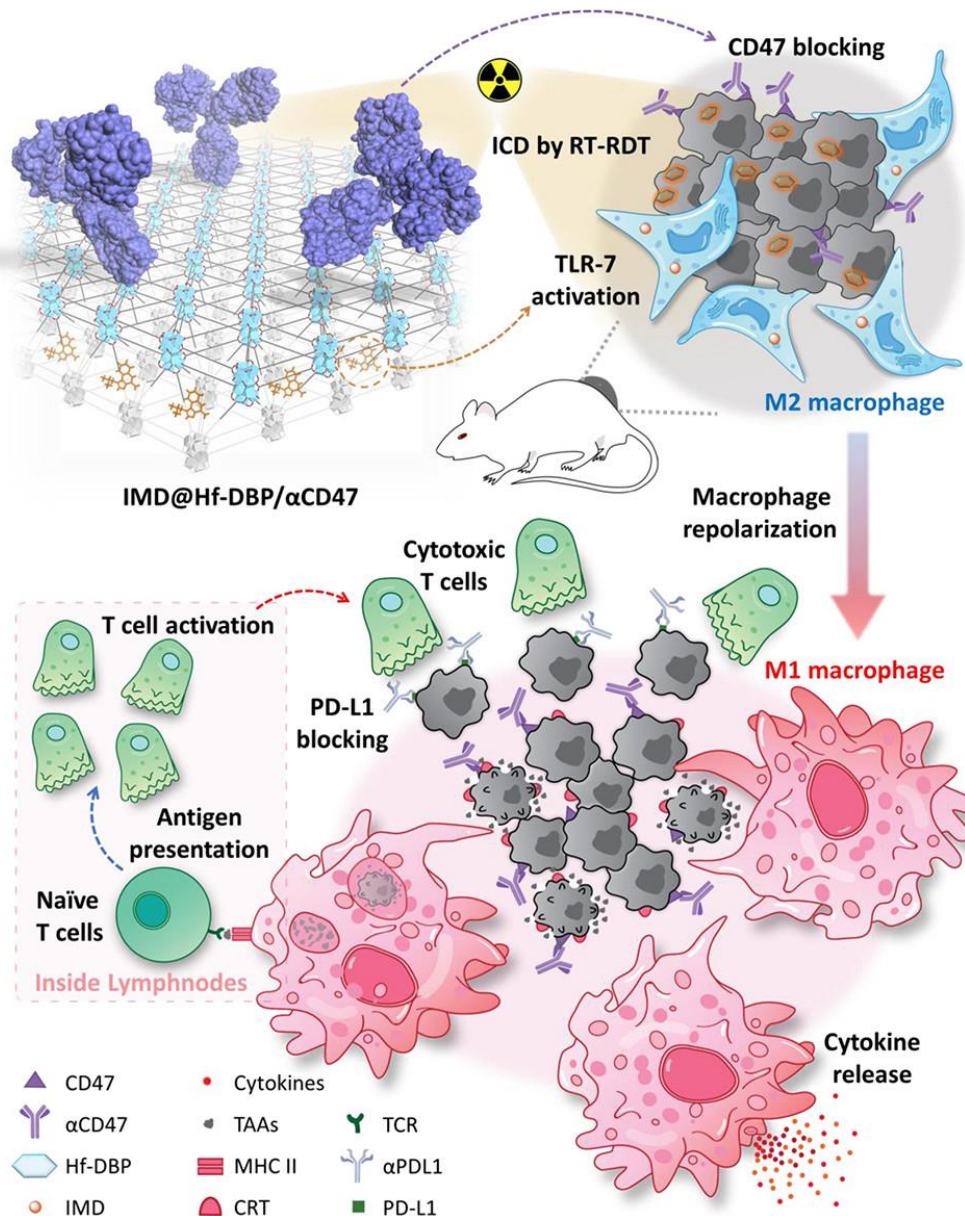 CD47 blocking
ICD by RT-RDT
TLR-7
activation
M2 macrophage
IMD@Hf-DBP/αCD47
Macrophage
repolarization
Cytotoxic
T cells
T cell activation
M1 macrophage
PD-L1
blocking
Antigen
presentation
Naïve
T cells
Inside Lymphnodes
Cytokine
release
CD47
Cytokines
αCD47
TAAs
TCR
Hf-DBP
MHC II
αPDL1
IMD
CRT
PD-L1